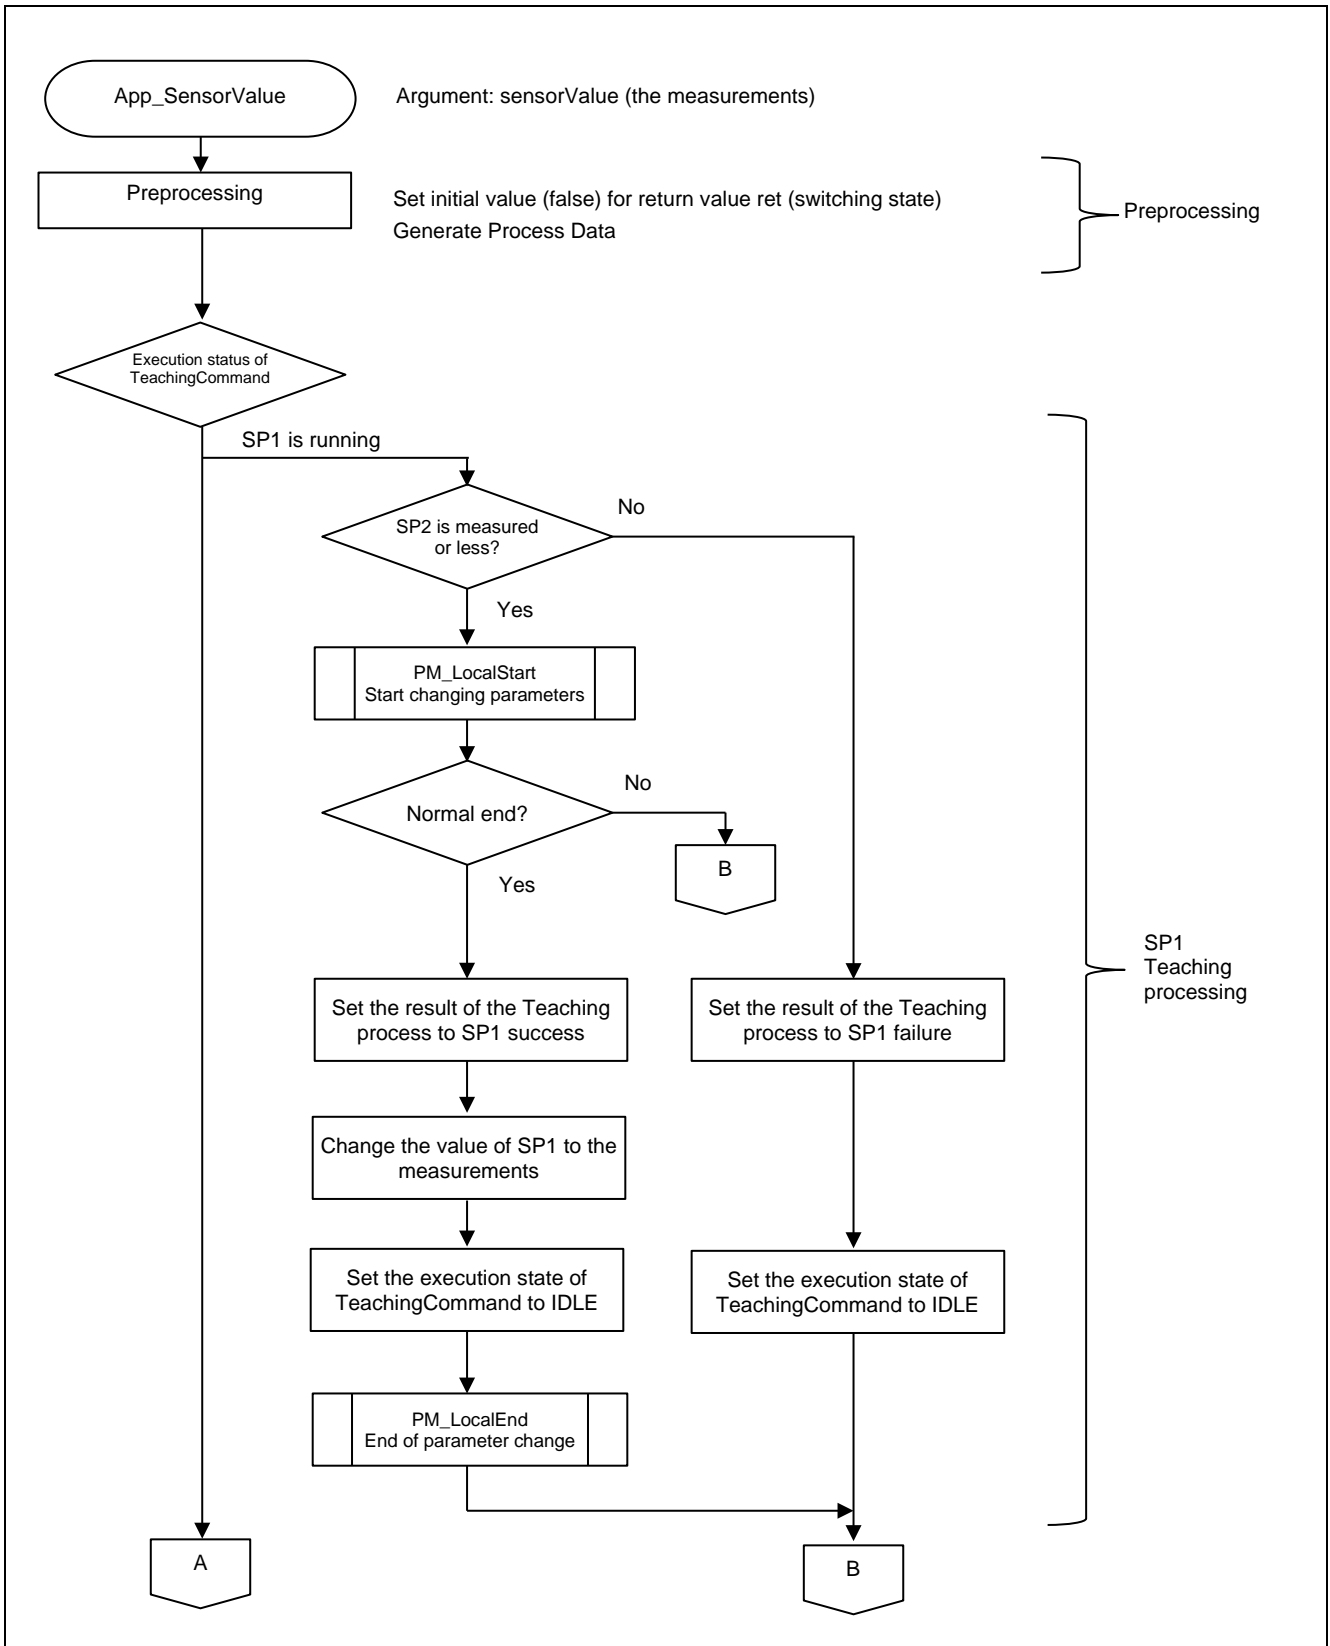 App_SensorValue
Argument: sensorValue (the measurements)
Preprocessing
Set initial value (false) for return value ret (switching state)
Generate Process Data
Preprocessing
Execution status of
TeachingCommand
SP1 is running
SP2 is measured
or less?
No
Yes
PM_LocalStart
Start changing parameters
Normal end?
No
B
Yes
SP1
Teaching
processing
Set the result of the Teaching
process to SP1 success
Set the result of the Teaching
process to SP1 failure
Change the value of SP1 to the
measurements
Set the execution state of
TeachingCommand to IDLE
Set the execution state of
TeachingCommand to IDLE
PM_LocalEnd
End of parameter change
A
B